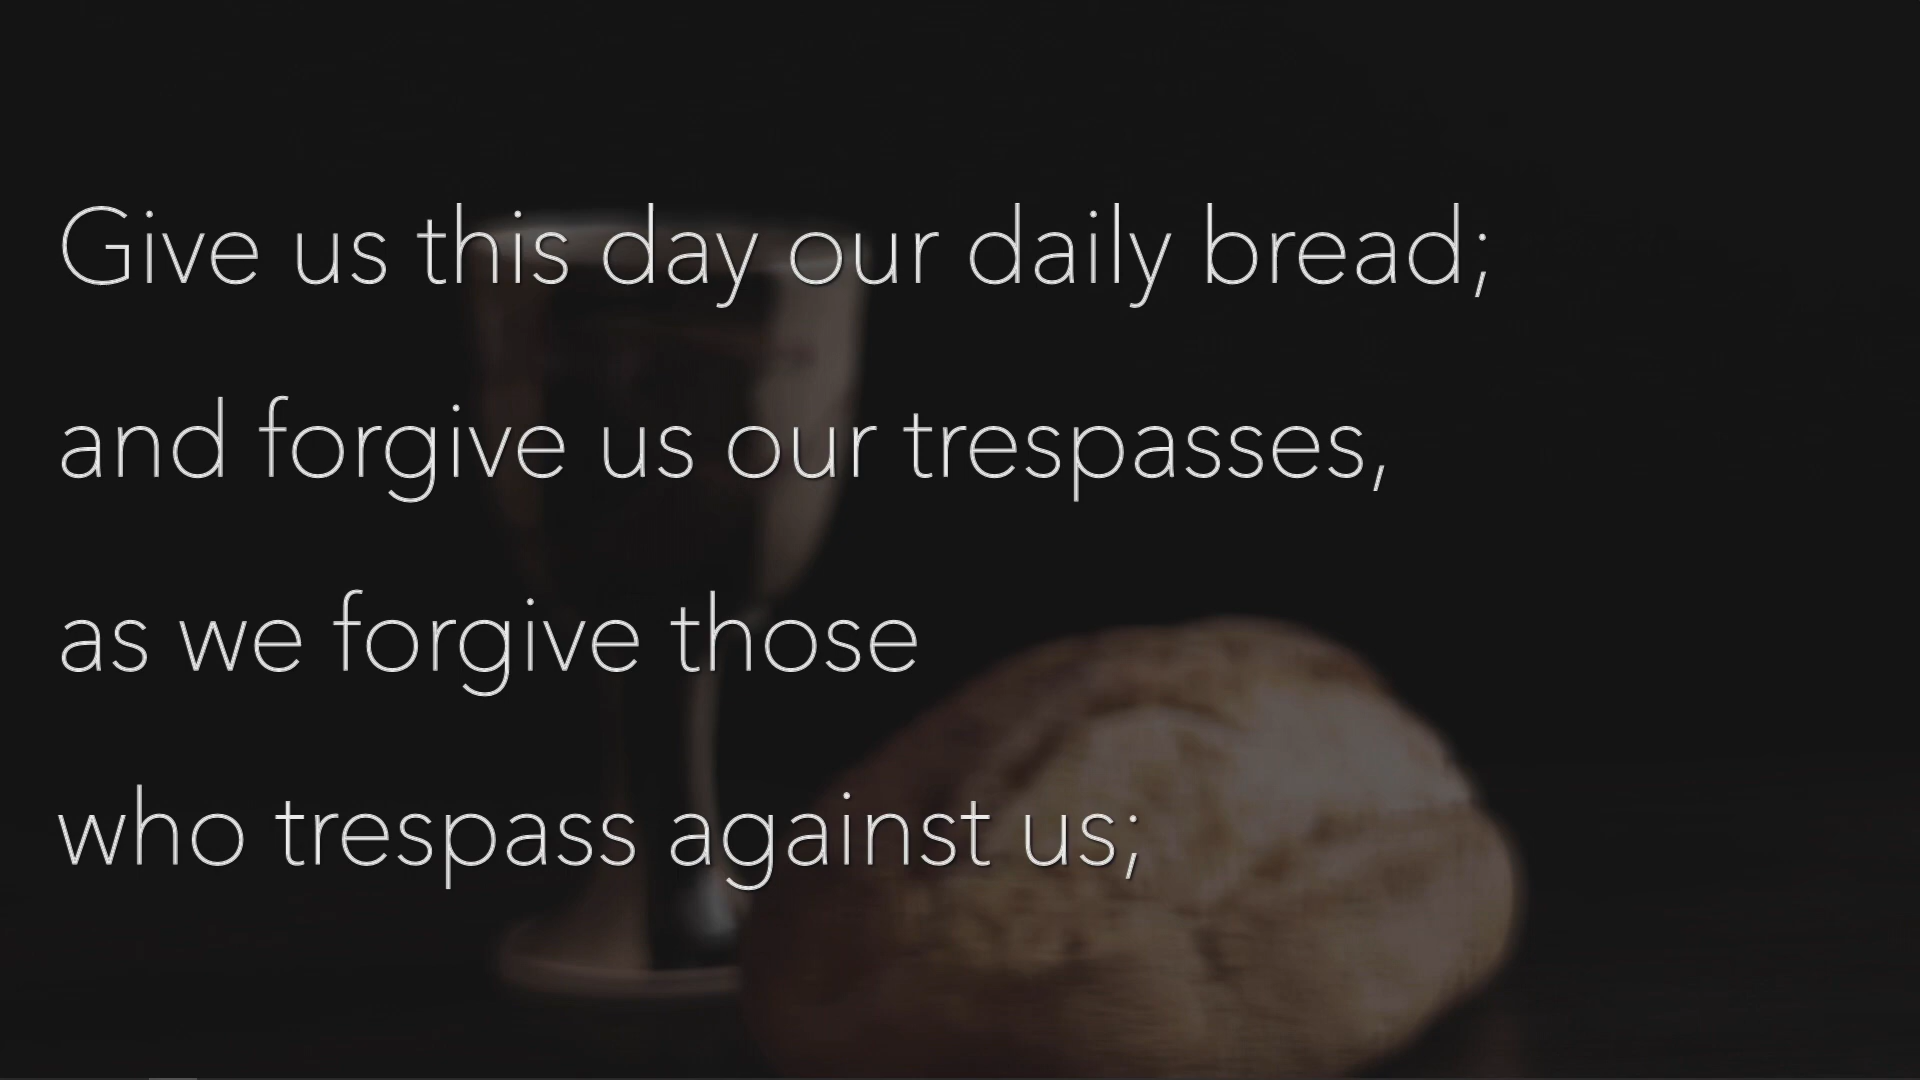 Give us this day our daily bread;
and forgive us our trespasses,
as we forgive those
who trespass against us;